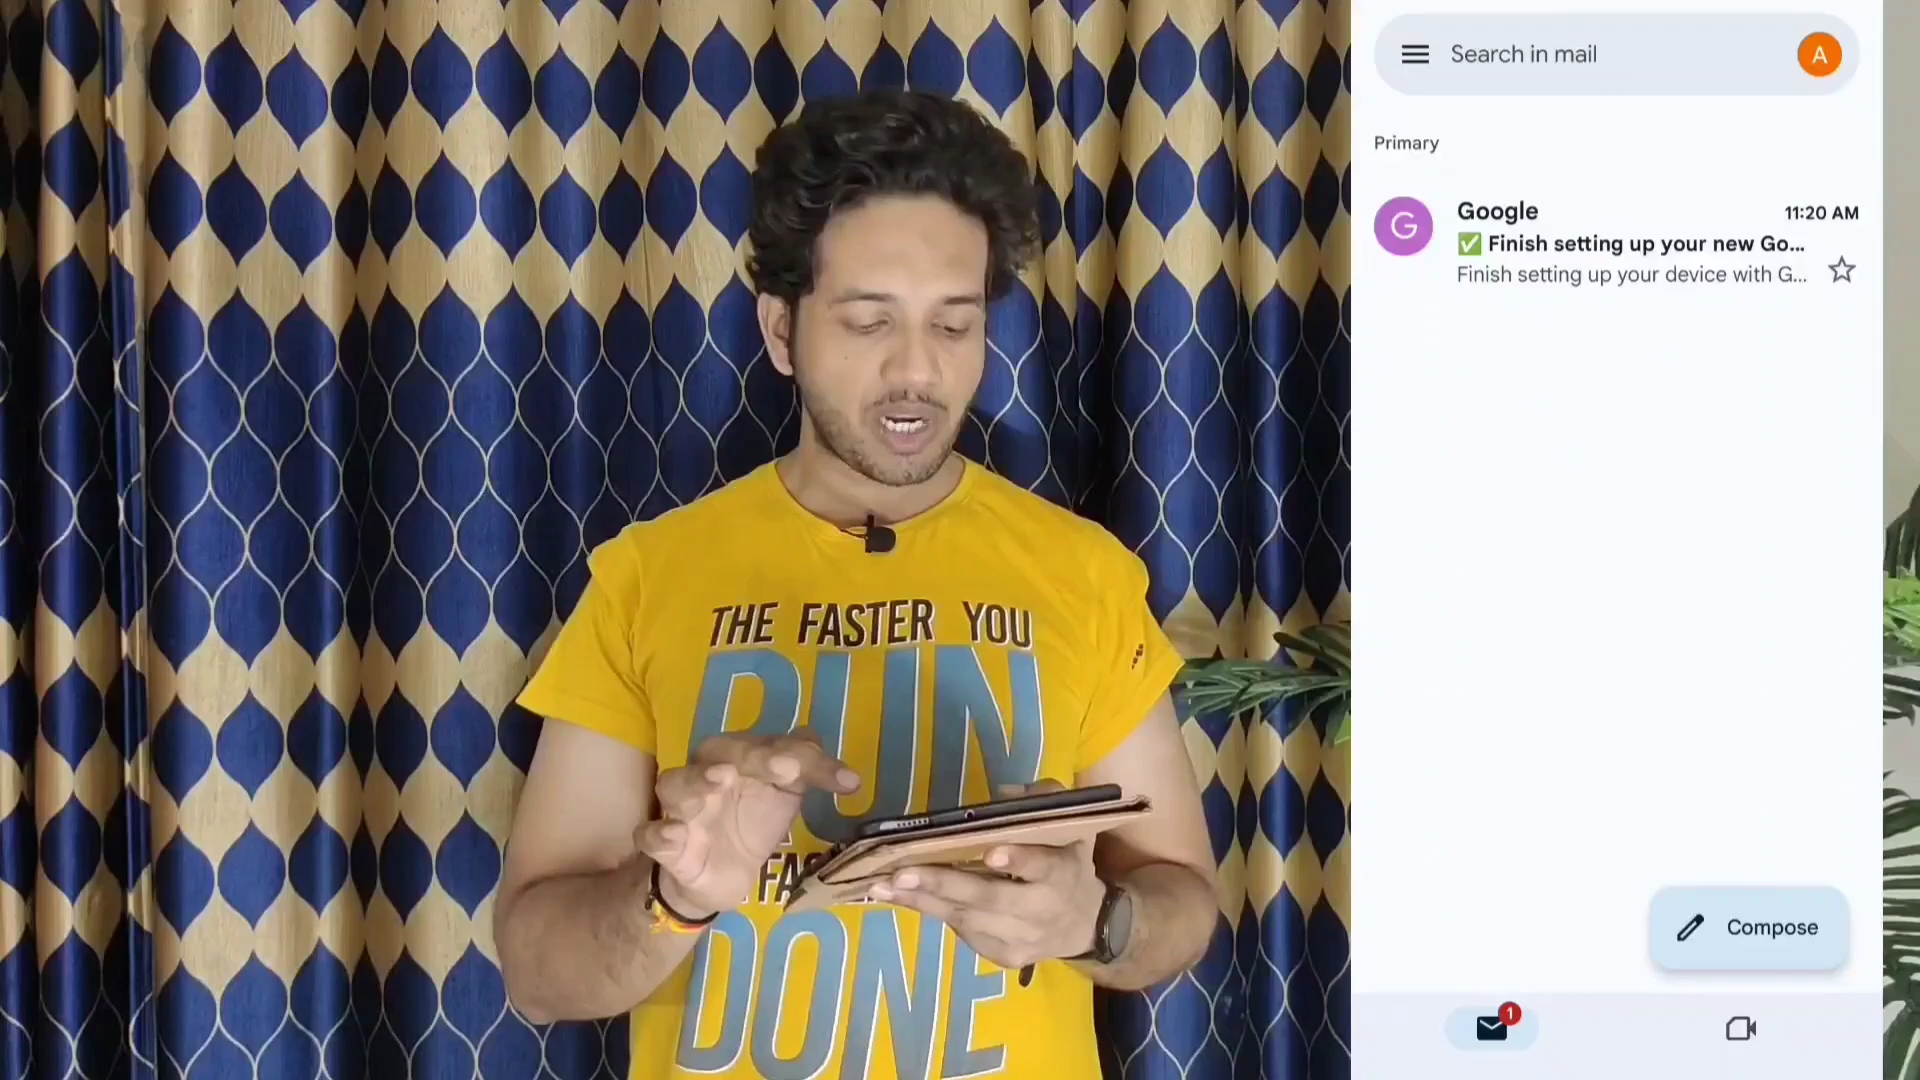 THE FASTER YOU
RUN
FAS
DONE
Search in mail
A
Primary
G
Google
11:20 AM
✅ Finish setting up your new Go...
Finish setting up your device with G...
Compose
1